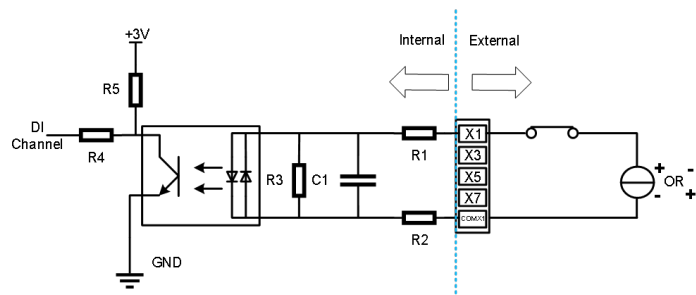 Internal
External
+3V
R5
DI
Channel
R4
R3
C1
R1
X1
X3
X5
X7
COMX1
R2
+ OR -
- +
GND